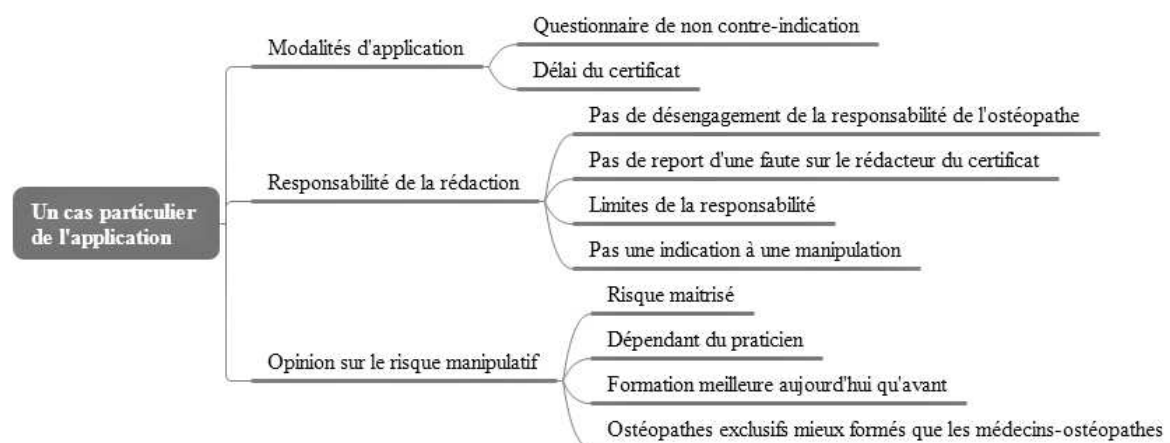 Un cas particulier
de l'application
Modalités d'application
Questionnaire de non contre-indication
Délai du certificat
Responsabilité de la rédaction
Pas de désengagement de la responsabilité de l'ostéopathe
Pas de report d'une faute sur le rédacteur du certificat
Limites de la responsabilité
Pas une indication à une manipulation
Opinion sur le risque manipulatif
Risque maitrisé
Dépendant du praticien
Formation meilleure aujourd'hui qu'avant
Ostéopathes exclusifs mieux formés que les médecins-ostéopathes